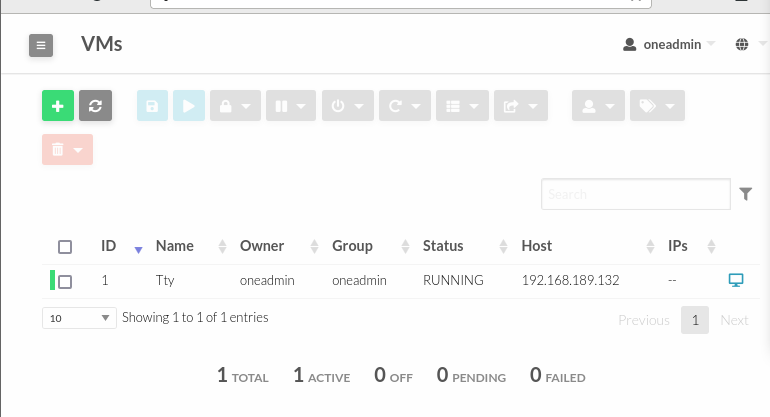 VMs
oneadmin
Search
ID Name Owner Group Status Host IPs
1 Tty oneadmin oneadmin RUNNING 192.168.189.132 --
10 Showing 1 to 1 of 1 entries Previous 1 Next
1 TOTAL 1 ACTIVE 0 OFF 0 PENDING 0 FAILED